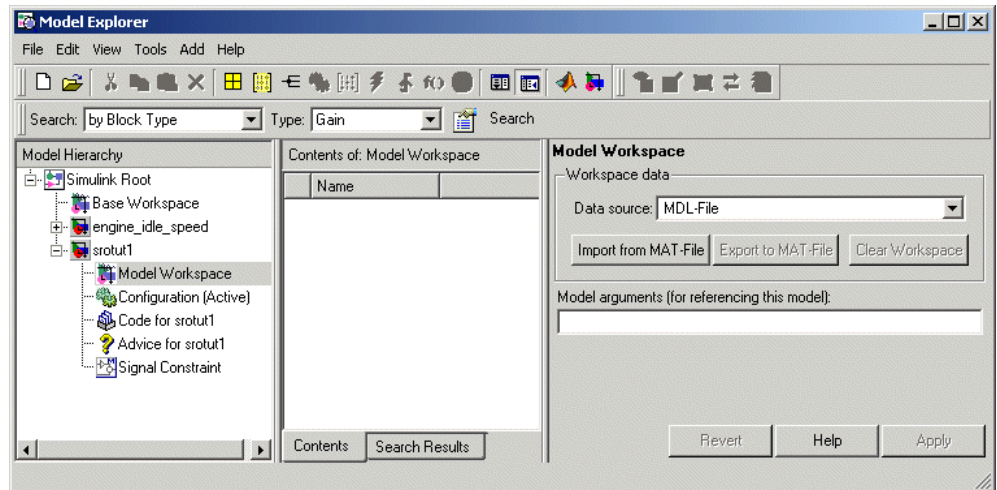 Model Explorer
File Edit View Tools Add Help
f()
Search: by Block Type Type: Gain Search
Model Hierarchy
Simulink Root
Base Workspace
engine_idle_speed
srotut1
Model Workspace
Configuration (Active)
Code for srotut1
Advice for srotut1
Signal Constraint
Contents of: Model Workspace
Name
Contents Search Results
Model Workspace
Workspace data
Data source: MDL-File
Import from MAT-File Export to MAT-File Clear Workspace
Model arguments (for referencing this model):
Revert Help Apply